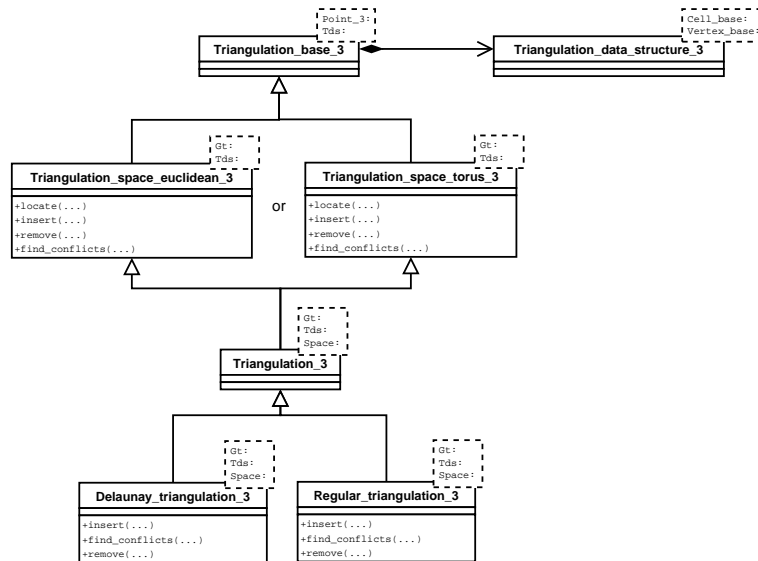 Point_3:
Tds:
Triangulation_base_3
Cell_base:
Vertex_base:
Triangulation_data_structure_3
Gt:
Tds:
Triangulation_space_euclidean_3
+locate(...)
+insert(...)
+remove(...)
+find_conflicts(...)
or
Gt:
Tds:
Triangulation_space_torus_3
+locate(...)
+insert(...)
+remove(...)
+find_conflicts(...)
Gt:
Tds:
Space:
Triangulation_3
Gt:
Tds:
Space:
Delaunay_triangulation_3
+insert(...)
+find_conflicts(...)
+remove(...)
Gt:
Tds:
Space:
Regular_triangulation_3
+insert(...)
+find_conflicts(...)
+remove(...)